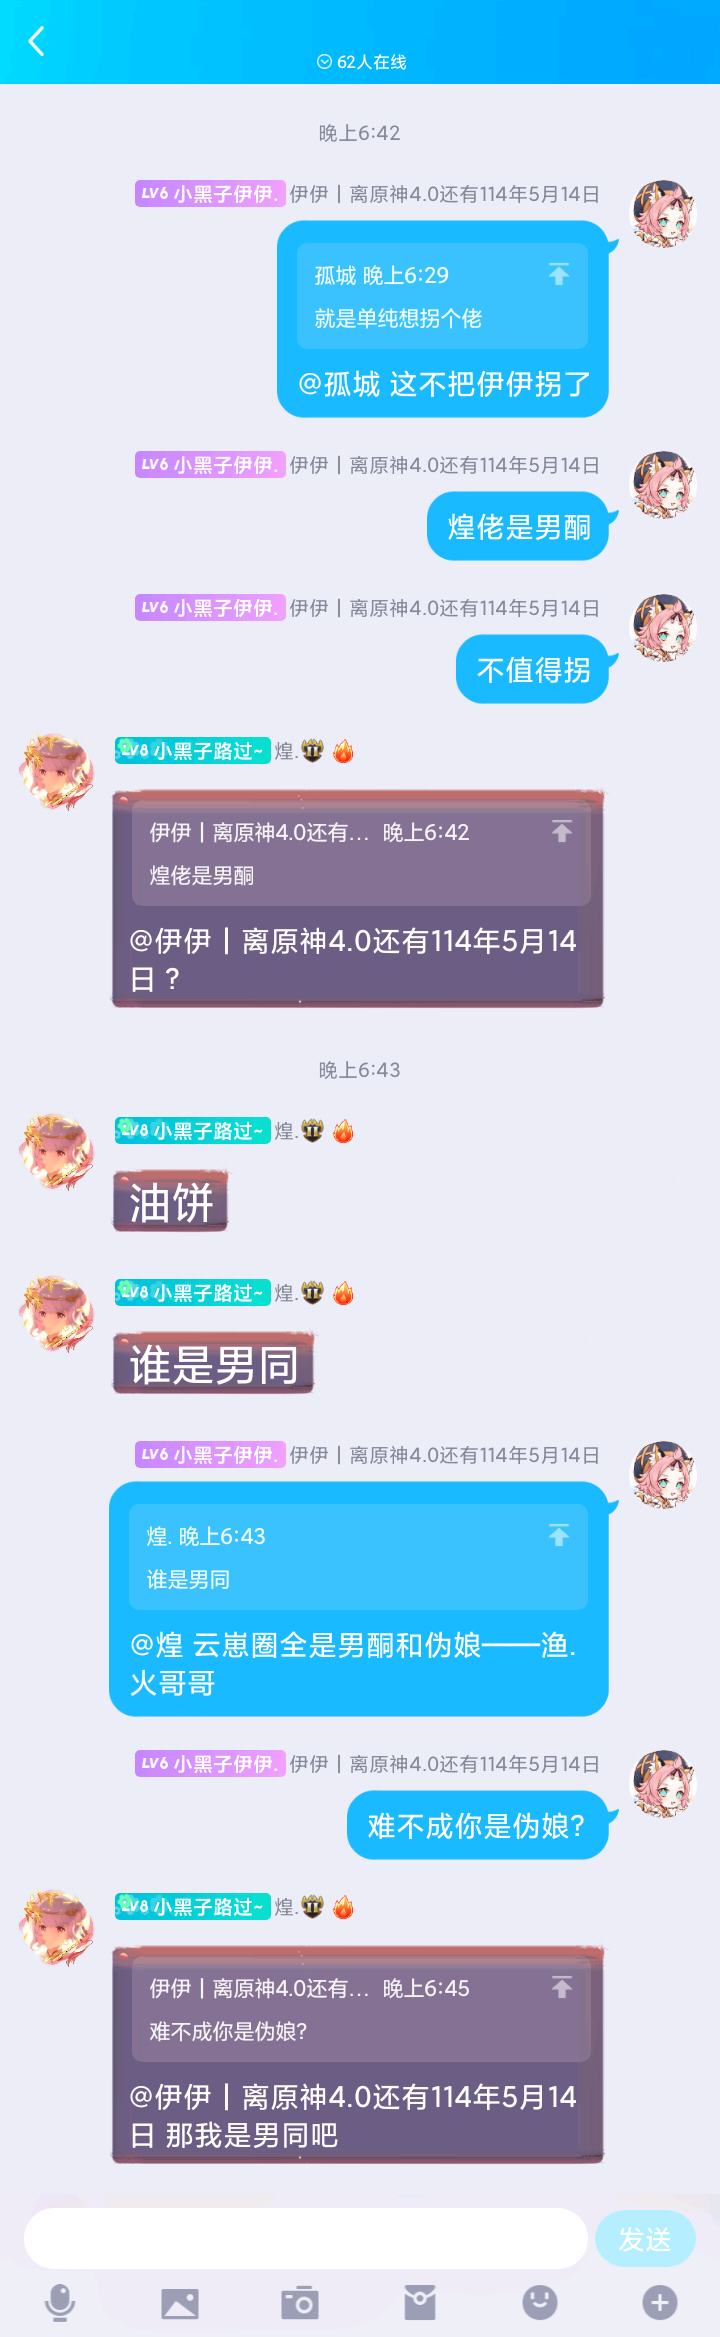 62人在线
晚上6:42
LV6 小黑子伊伊. 伊伊丨离原神4.0还有114年5月14日
孤城 晚上6:29
就是单纯想拐个佬
@孤城 这不把伊伊拐了
LV6 小黑子伊伊. 伊伊丨离原神4.0还有114年5月14日
煌佬是男酮
LV6 小黑子伊伊. 伊伊丨离原神4.0还有114年5月14日
不值得拐
LV8 小黑子路过~ 煌.
伊伊丨离原神4.0还有... 晚上6:42
煌佬是男酮
@伊伊丨离原神4.0还有114年5月14
日 ?
晚上6:43
LV8 小黑子路过~ 煌.
油饼
LV8 小黑子路过~ 煌.
谁是男同
LV6 小黑子伊伊. 伊伊丨离原神4.0还有114年5月14日
煌. 晚上6:43
谁是男同
@煌 云崽圈全是男酮和伪娘——渔.
火哥哥
LV6 小黑子伊伊. 伊伊丨离原神4.0还有114年5月14日
难不成你是伪娘?
LV8 小黑子路过~ 煌.
伊伊丨离原神4.0还有... 晚上6:45
难不成你是伪娘?
@伊伊丨离原神4.0还有114年5月14
日 那我是男同吧
发送